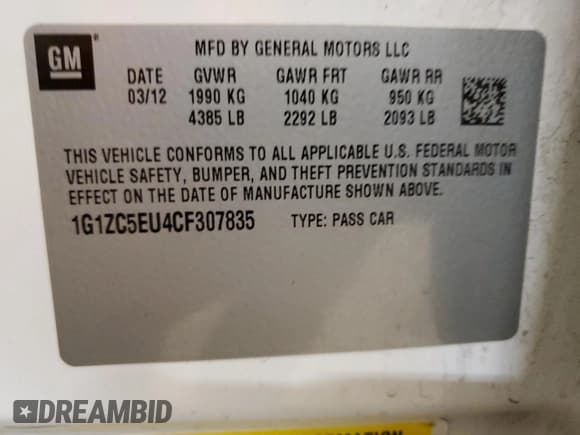 GM ®
MFD BY GENERAL MOTORS LLC
DATE GVWR GAWR FRT GAWR RR
03/12 1990 KG 1040 KG 950 KG
4385 LB 2292 LB 2093 LB
THIS VEHICLE CONFORMS TO ALL APPLICABLE U.S. FEDERAL MOTOR
VEHICLE SAFETY, BUMPER, AND THEFT PREVENTION STANDARDS IN
EFFECT ON THE DATE OF MANUFACTURE SHOWN ABOVE.
1G1ZC5EU4CF307835 TYPE: PASS CAR
DREAMBID